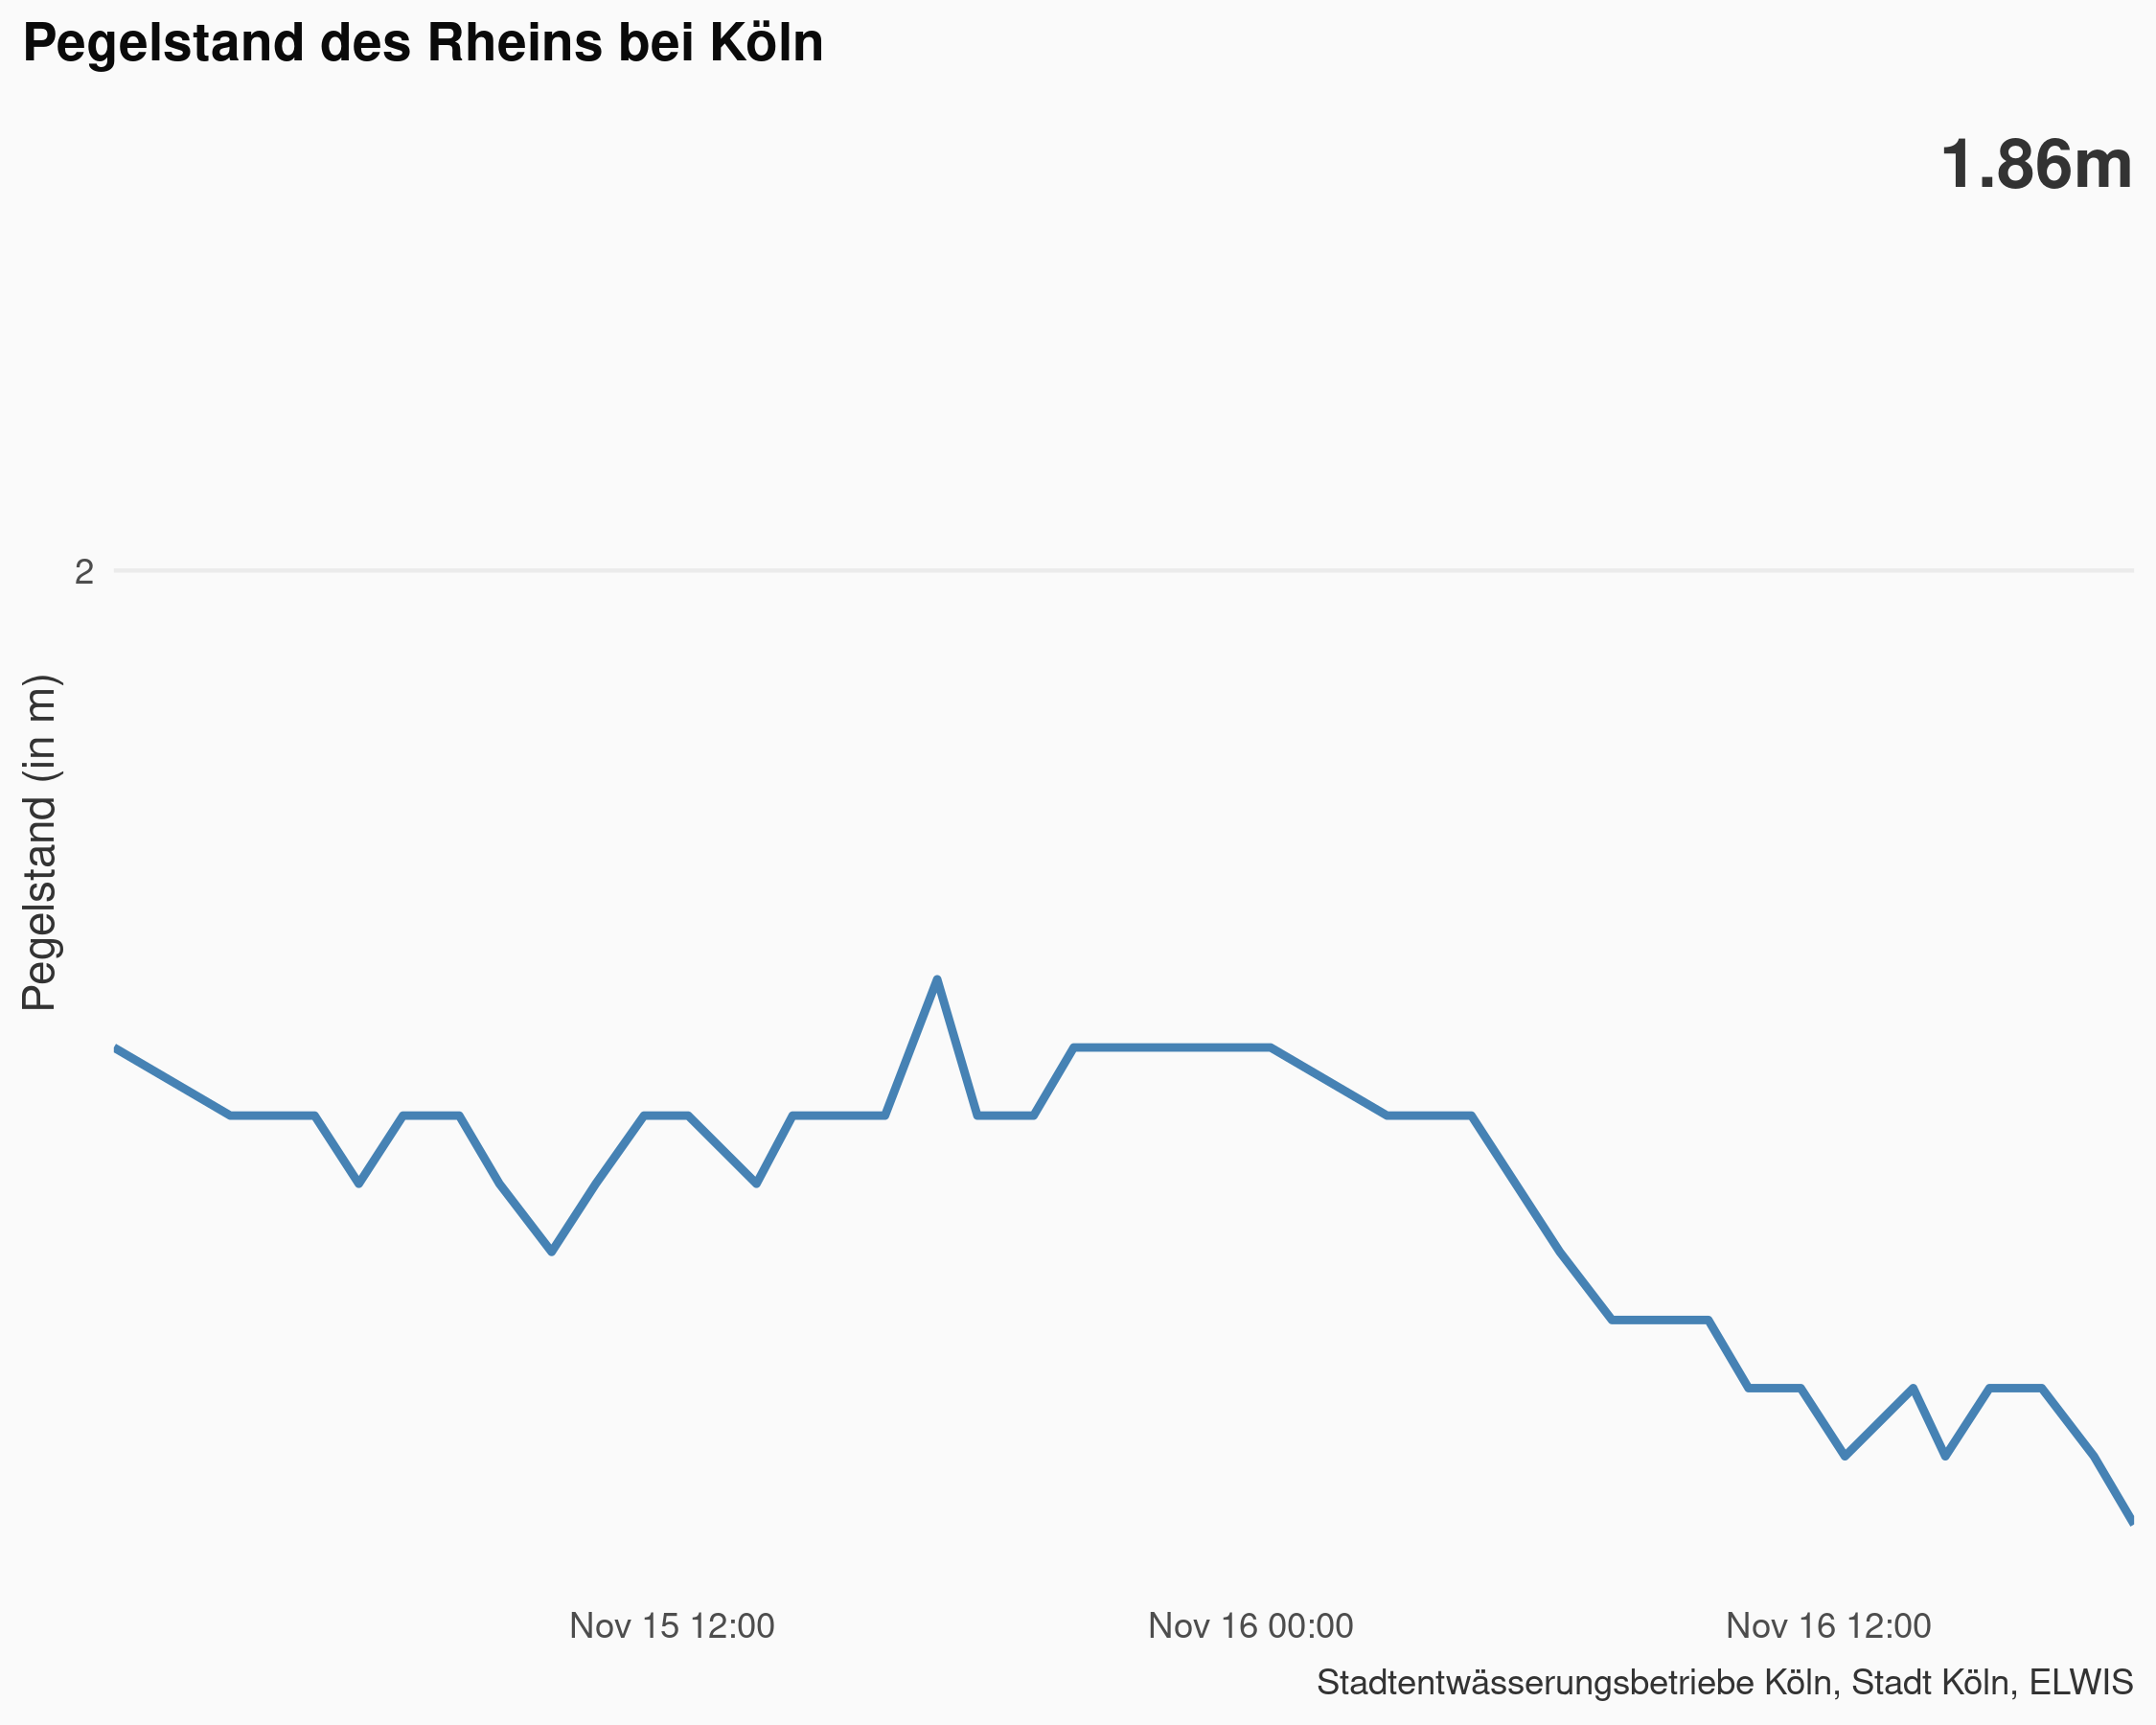 Pegelstand des Rheins bei Köln
1.86m
2
Pegelstand (in m)
Nov 15 12:00
Nov 16 00:00
Nov 16 12:00
Stadtentwässerungsbetriebe Köln, Stadt Köln, ELWIS